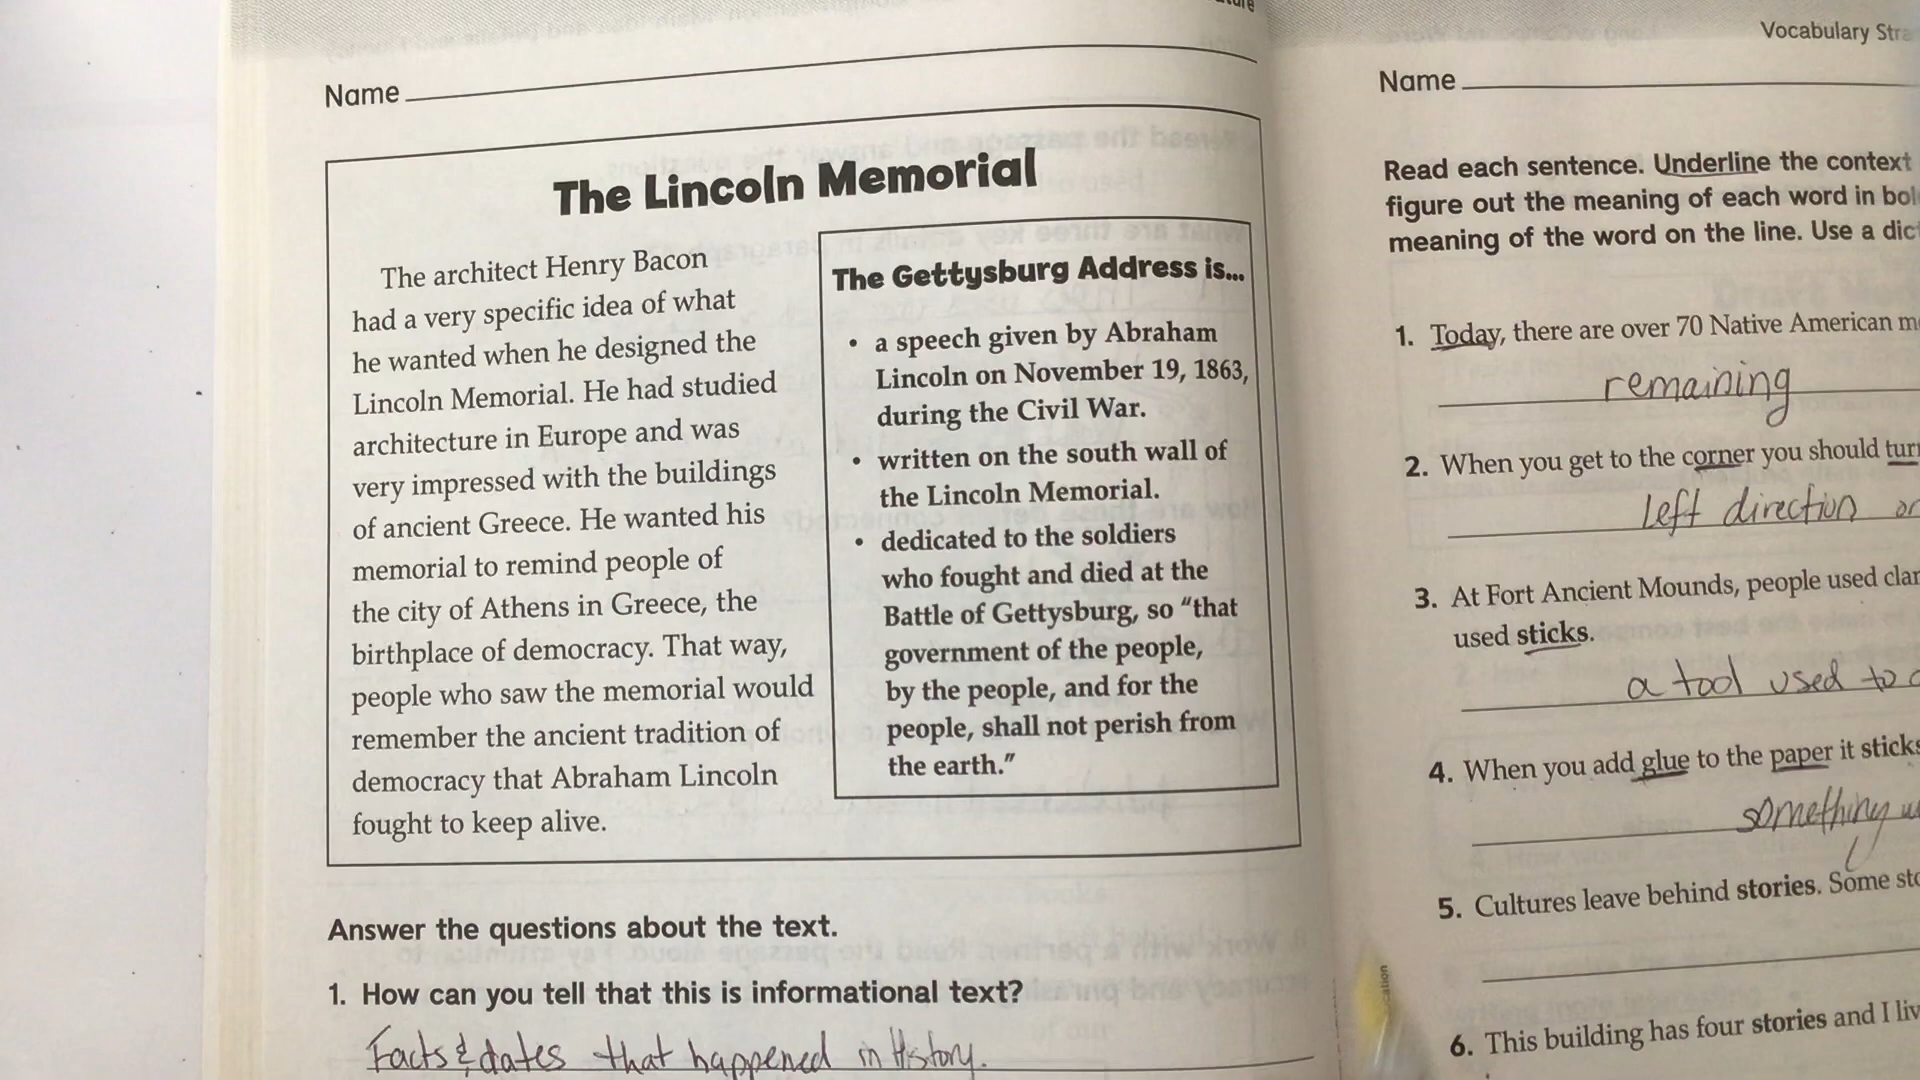 Name
The Lincoln Memorial
The architect Henry Bacon
had a very specific idea of what
he wanted when he designed the
Lincoln Memorial. He had studied
architecture in Europe and was
very impressed with the buildings
of ancient Greece. He wanted his
memorial to remind people of
the city of Athens in Greece, the
birthplace of democracy. That way,
people who saw the memorial would
remember the ancient tradition of
democracy that Abraham Lincoln
fought to keep alive.
The Gettysburg Address is...
• a speech given by Abraham
Lincoln on November 19, 1863,
during the Civil War.
• written on the south wall of
the Lincoln Memorial.
• dedicated to the soldiers
who fought and died at the
Battle of Gettysburg, so “that
government of the people,
by the people, and for the
people, shall not perish from
the earth.”
Answer the questions about the text.
1. How can you tell that this is informational text?
Facts & dates that happened in History.
Vocabulary
Name
Read each sentence. Underline the context
figure out the meaning of each word in
meaning of the word on the line. Use a
1. Today, there are over 70 Native American
remaining
2. When you get to the corner you should
left direction or
3. At Fort Ancient Mounds, people used
used sticks.
a tool used to
4. When you add glue to the paper it sticks
something
5. Cultures leave behind stories. Some
6. This building has four stories and I